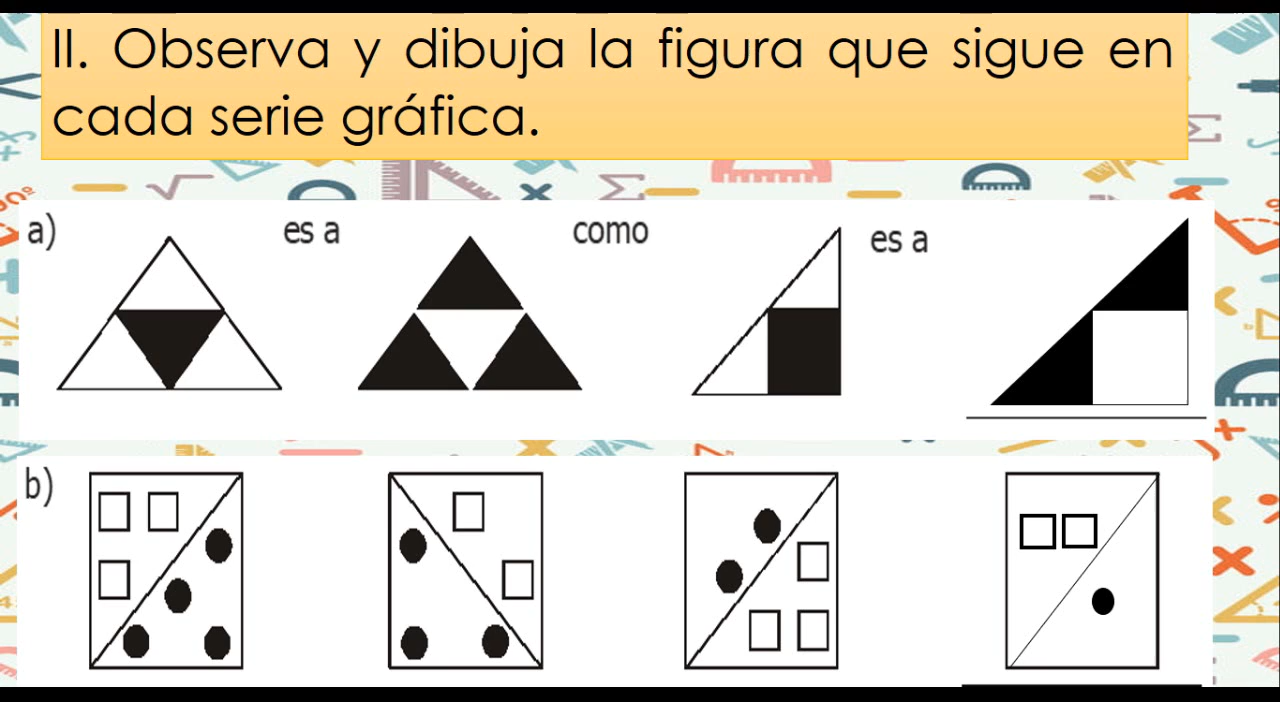 II. Observa y dibuja la figura que sigue en
cada serie gráfica.
a) es a como es a
b)